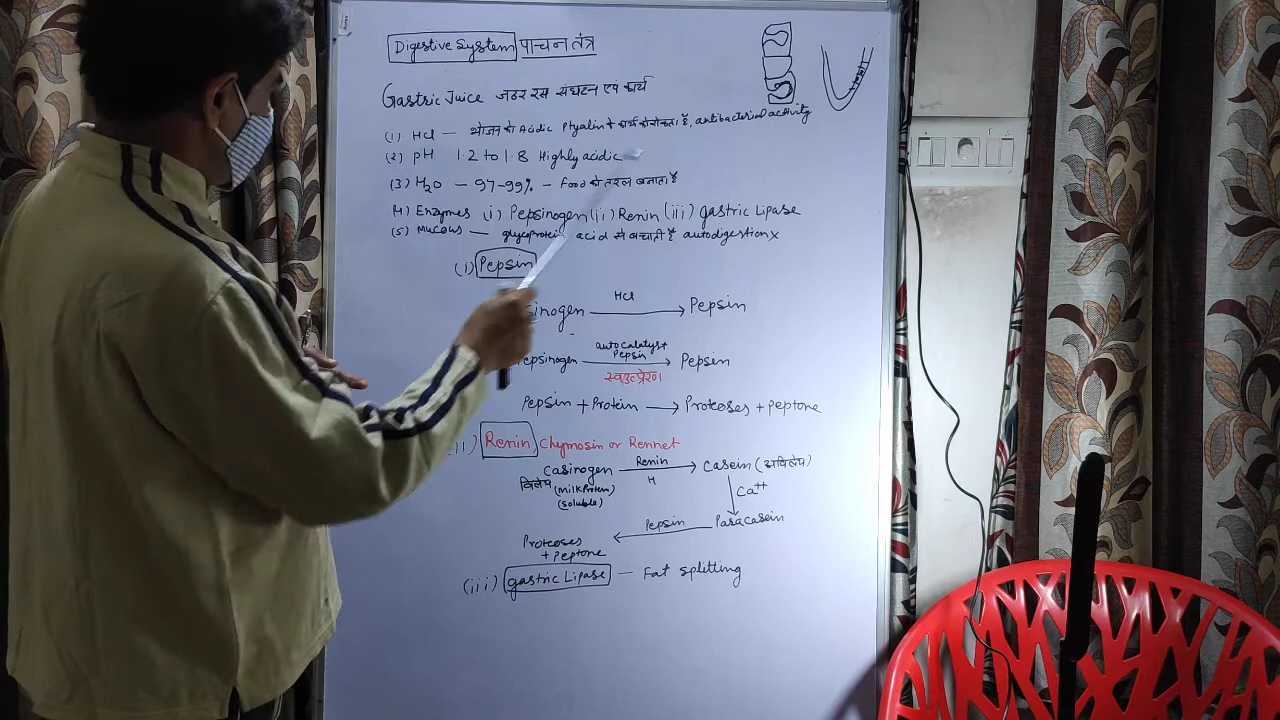 Digestive System पाचन तंत्र
Gastric Juice जठर रस संघटन एवं कार्य
(1) Hcl — भोजन को Acidic Ptyalin के कार्य को रोकता है, antibacterial activity
(2) pH 1.2 to 1.8 Highly acidic
(3) H2O — 97-99% — Food को तरल बनाता है
(4) Enzymes (i) Pepsinogen (ii) Renin (iii) Gastric Lipase
(5) Mucous — glycoprotein acid से बचाती है autodigestion x
(i) Pepsin
sinogen Hcl → Pepsin
epsinogen autocatalyst Pepsin → Pepsin
स्वउत्प्रेरण
Pepsin + Protein → Proteoses + peptone
ii) Renin, Chymosin or Rennet
Casinogen Renin H → Casein (अविलेय)
विलेय (Milk Protein) (Soluble)
Ca++
Proteoses + Peptone ← Pepsin — Paracasein
(iii) gastric Lipase — Fat splitting